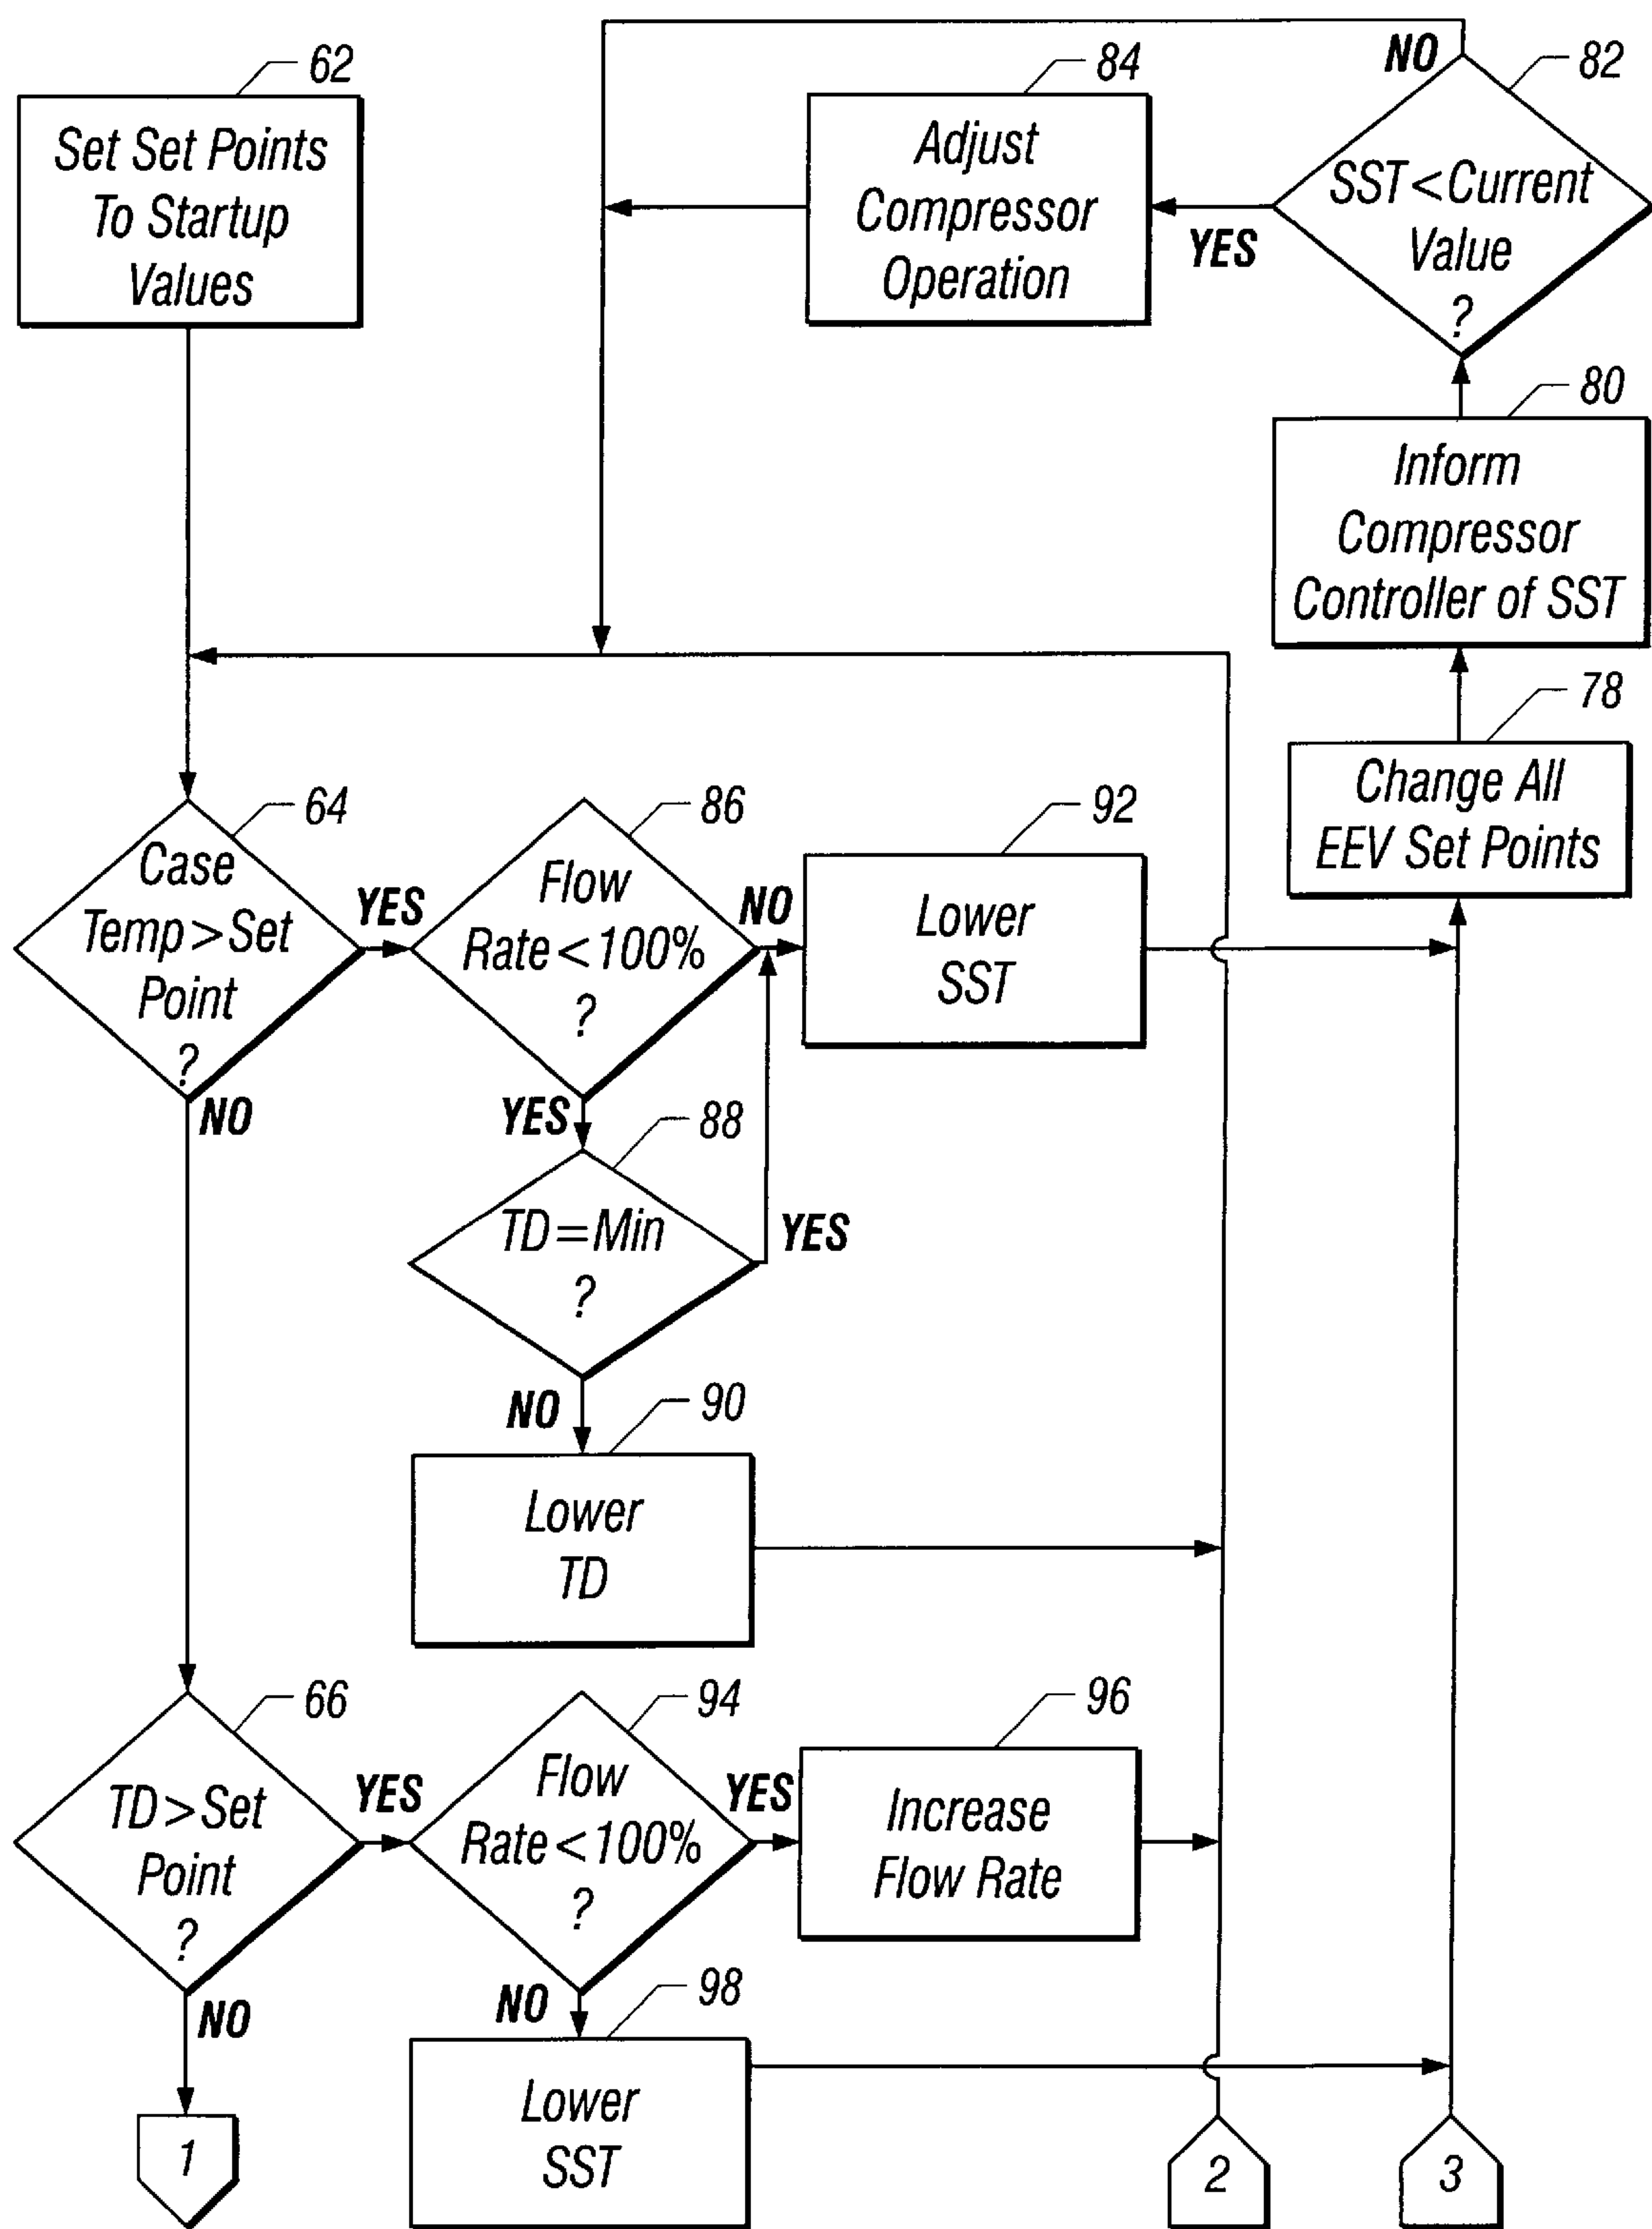 62
Set Set Points
To Startup
Values
84
Adjust
Compressor
Operation
NO
82
SST<Current
Value
?
YES
80
Inform
Compressor
Controller of SST
78
Change All
EEV Set Points
64
Case
Temp>Set
Point
?
YES
NO
86
Flow
Rate<100%
?
NO
YES
92
Lower
SST
88
TD=Min
?
YES
NO
90
Lower
TD
66
TD>Set
Point
?
YES
NO
94
Flow
Rate<100%
?
YES
NO
96
Increase
Flow Rate
98
Lower
SST
1
2
3